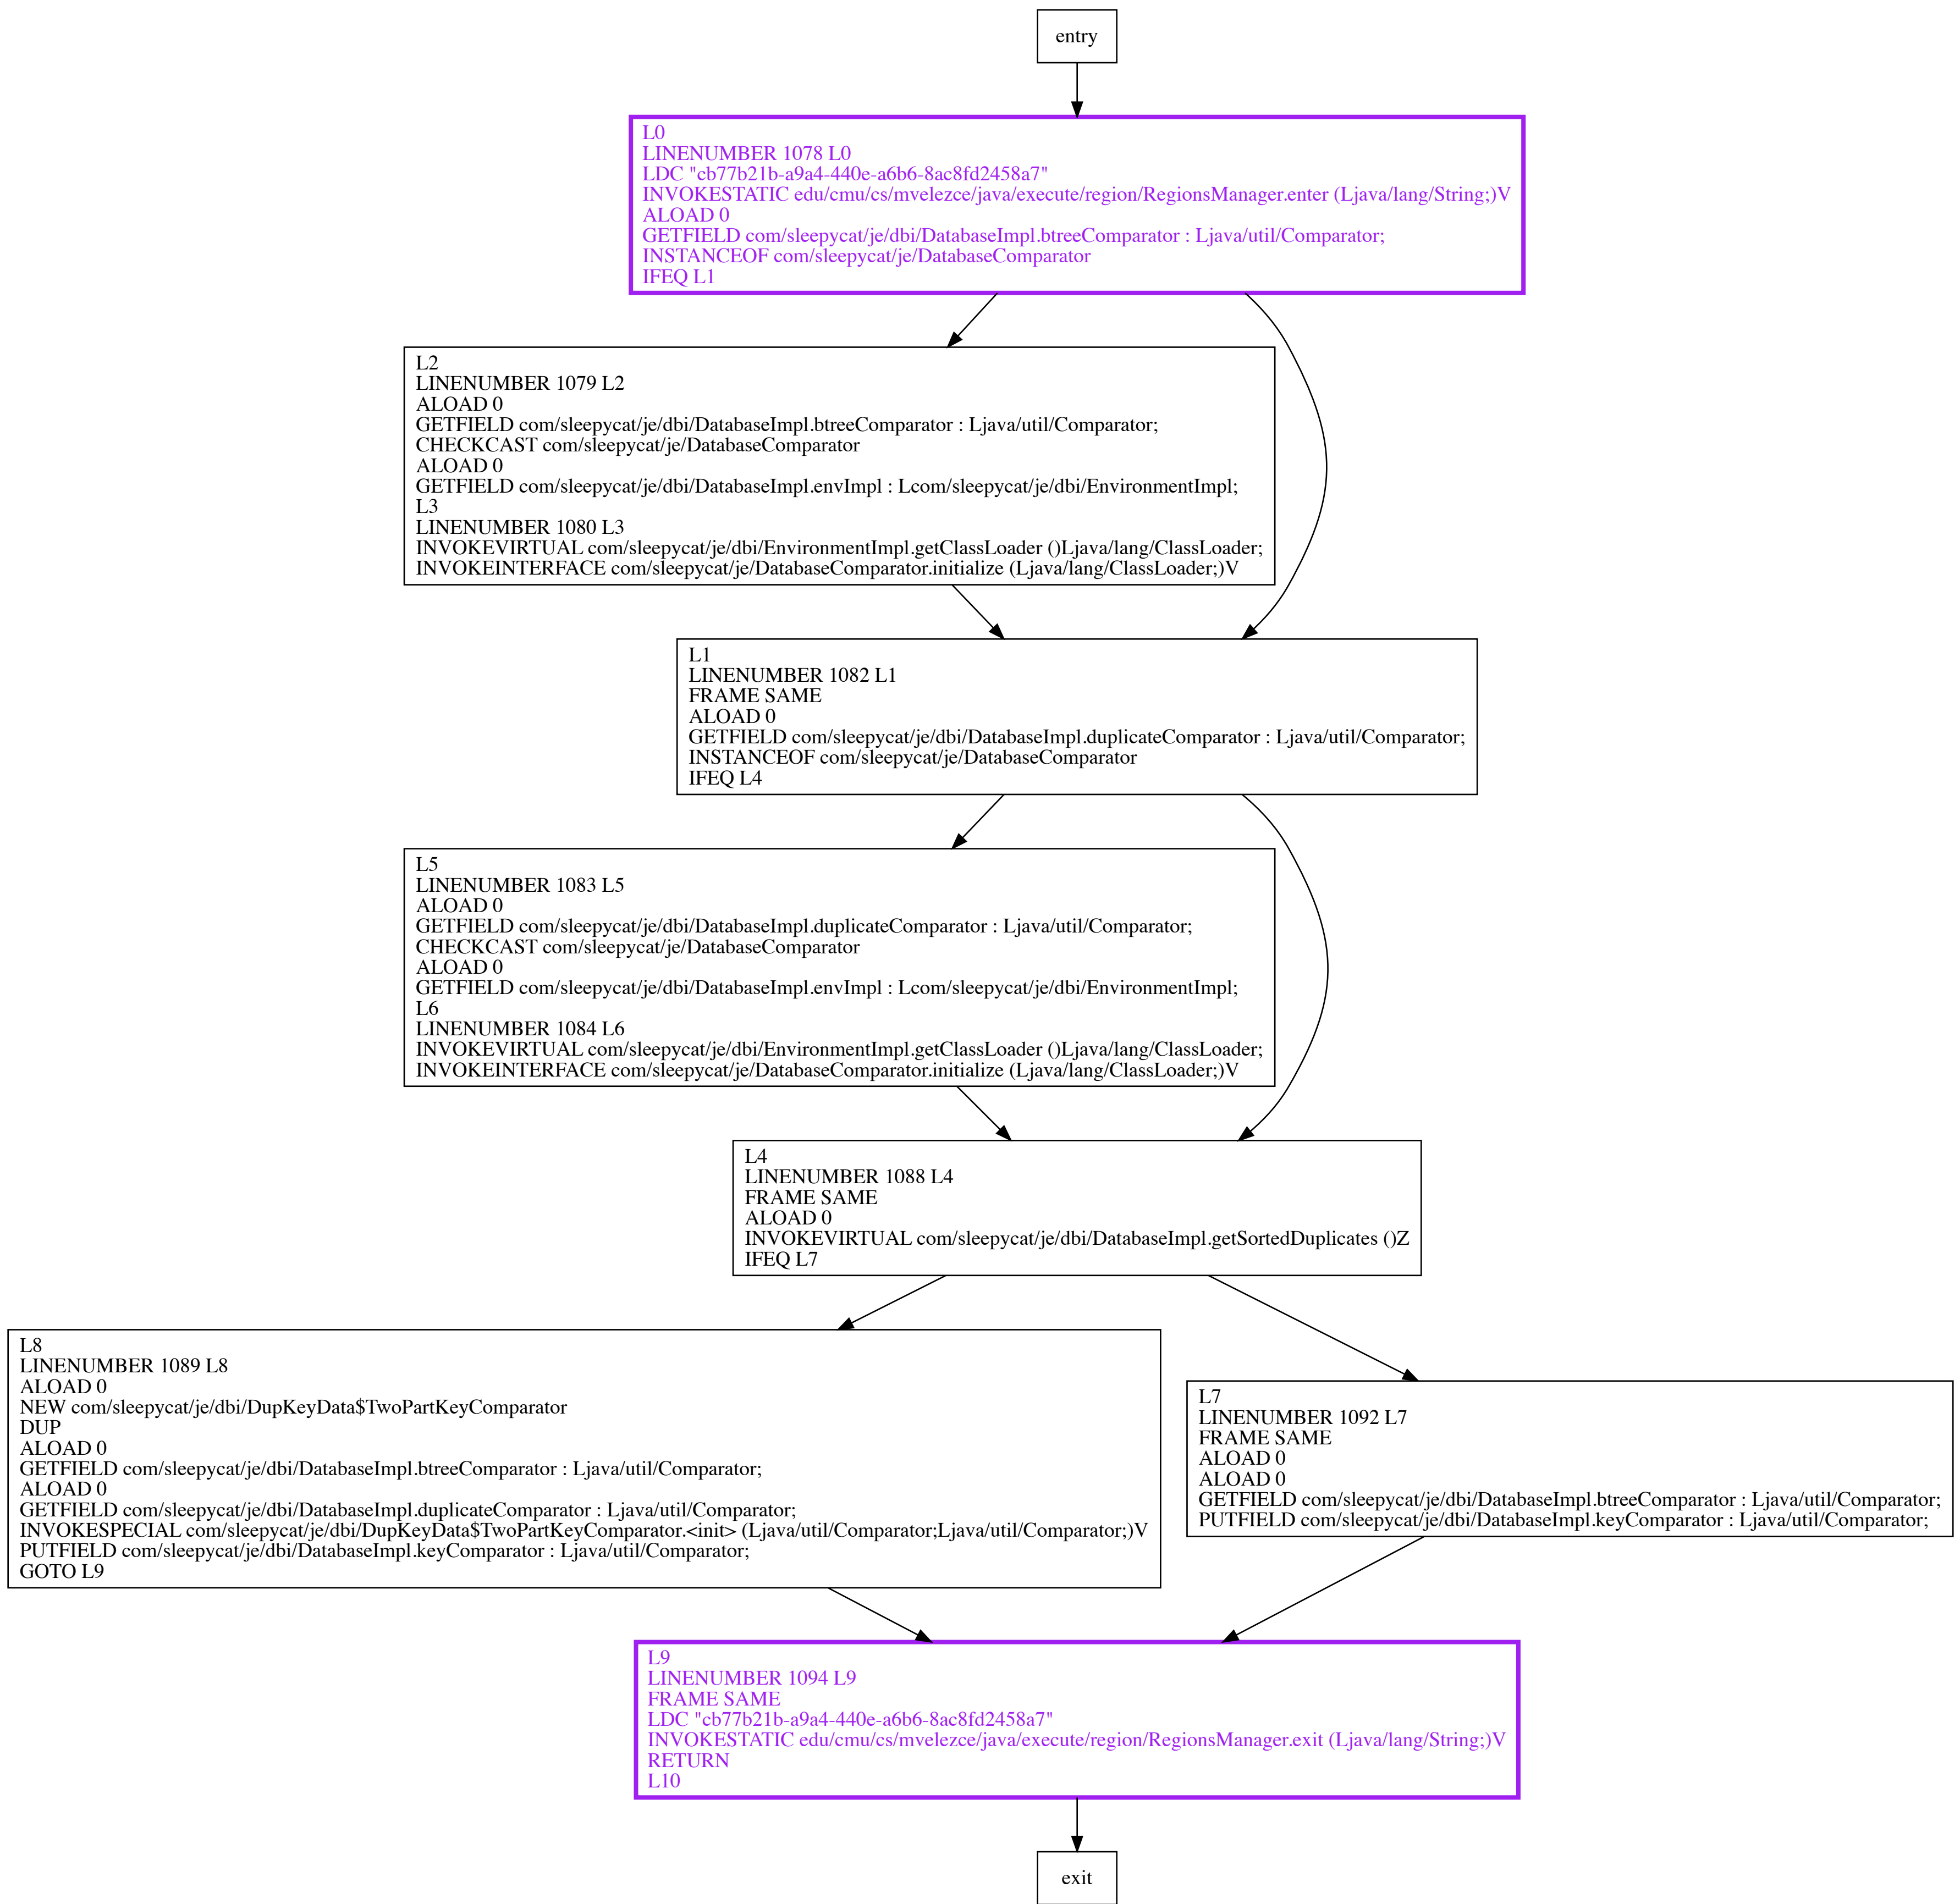 entry
L0
LINENUMBER 1078 L0
LDC "cb77b21b-a9a4-440e-a6b6-8ac8fd2458a7"
INVOKESTATIC edu/cmu/cs/mvelezce/java/execute/region/RegionsManager.enter (Ljava/lang/String;)V
ALOAD 0
GETFIELD com/sleepycat/je/dbi/DatabaseImpl.btreeComparator : Ljava/util/Comparator;
INSTANCEOF com/sleepycat/je/DatabaseComparator
IFEQ L1
L2
LINENUMBER 1079 L2
ALOAD 0
GETFIELD com/sleepycat/je/dbi/DatabaseImpl.btreeComparator : Ljava/util/Comparator;
CHECKCAST com/sleepycat/je/DatabaseComparator
ALOAD 0
GETFIELD com/sleepycat/je/dbi/DatabaseImpl.envImpl : Lcom/sleepycat/je/dbi/EnvironmentImpl;
L3
LINENUMBER 1080 L3
INVOKEVIRTUAL com/sleepycat/je/dbi/EnvironmentImpl.getClassLoader ()Ljava/lang/ClassLoader;
INVOKEINTERFACE com/sleepycat/je/DatabaseComparator.initialize (Ljava/lang/ClassLoader;)V
L1
LINENUMBER 1082 L1
FRAME SAME
ALOAD 0
GETFIELD com/sleepycat/je/dbi/DatabaseImpl.duplicateComparator : Ljava/util/Comparator;
INSTANCEOF com/sleepycat/je/DatabaseComparator
IFEQ L4
L5
LINENUMBER 1083 L5
ALOAD 0
GETFIELD com/sleepycat/je/dbi/DatabaseImpl.duplicateComparator : Ljava/util/Comparator;
CHECKCAST com/sleepycat/je/DatabaseComparator
ALOAD 0
GETFIELD com/sleepycat/je/dbi/DatabaseImpl.envImpl : Lcom/sleepycat/je/dbi/EnvironmentImpl;
L6
LINENUMBER 1084 L6
INVOKEVIRTUAL com/sleepycat/je/dbi/EnvironmentImpl.getClassLoader ()Ljava/lang/ClassLoader;
INVOKEINTERFACE com/sleepycat/je/DatabaseComparator.initialize (Ljava/lang/ClassLoader;)V
L4
LINENUMBER 1088 L4
FRAME SAME
ALOAD 0
INVOKEVIRTUAL com/sleepycat/je/dbi/DatabaseImpl.getSortedDuplicates ()Z
IFEQ L7
L8
LINENUMBER 1089 L8
ALOAD 0
NEW com/sleepycat/je/dbi/DupKeyData$TwoPartKeyComparator
DUP
ALOAD 0
GETFIELD com/sleepycat/je/dbi/DatabaseImpl.btreeComparator : Ljava/util/Comparator;
ALOAD 0
GETFIELD com/sleepycat/je/dbi/DatabaseImpl.duplicateComparator : Ljava/util/Comparator;
INVOKESPECIAL com/sleepycat/je/dbi/DupKeyData$TwoPartKeyComparator.<init> (Ljava/util/Comparator;Ljava/util/Comparator;)V
PUTFIELD com/sleepycat/je/dbi/DatabaseImpl.keyComparator : Ljava/util/Comparator;
GOTO L9
L7
LINENUMBER 1092 L7
FRAME SAME
ALOAD 0
ALOAD 0
GETFIELD com/sleepycat/je/dbi/DatabaseImpl.btreeComparator : Ljava/util/Comparator;
PUTFIELD com/sleepycat/je/dbi/DatabaseImpl.keyComparator : Ljava/util/Comparator;
L9
LINENUMBER 1094 L9
FRAME SAME
LDC "cb77b21b-a9a4-440e-a6b6-8ac8fd2458a7"
INVOKESTATIC edu/cmu/cs/mvelezce/java/execute/region/RegionsManager.exit (Ljava/lang/String;)V
RETURN
L10
exit